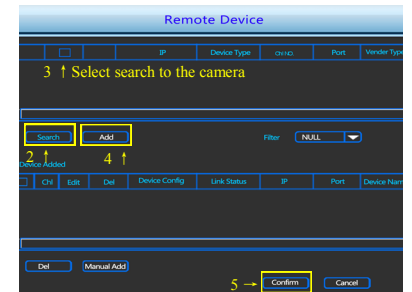 Remote Device
IP Device Type Ch.NO. Port Vender Type
3 ↑ Select search to the camera
Search Add Filter NULL
2 ↑ 4 ↑
Device Added
Chl Edit Del Device Config Link Status IP Port Device Nam
Del Manual Add
5 → Confirm Cancel